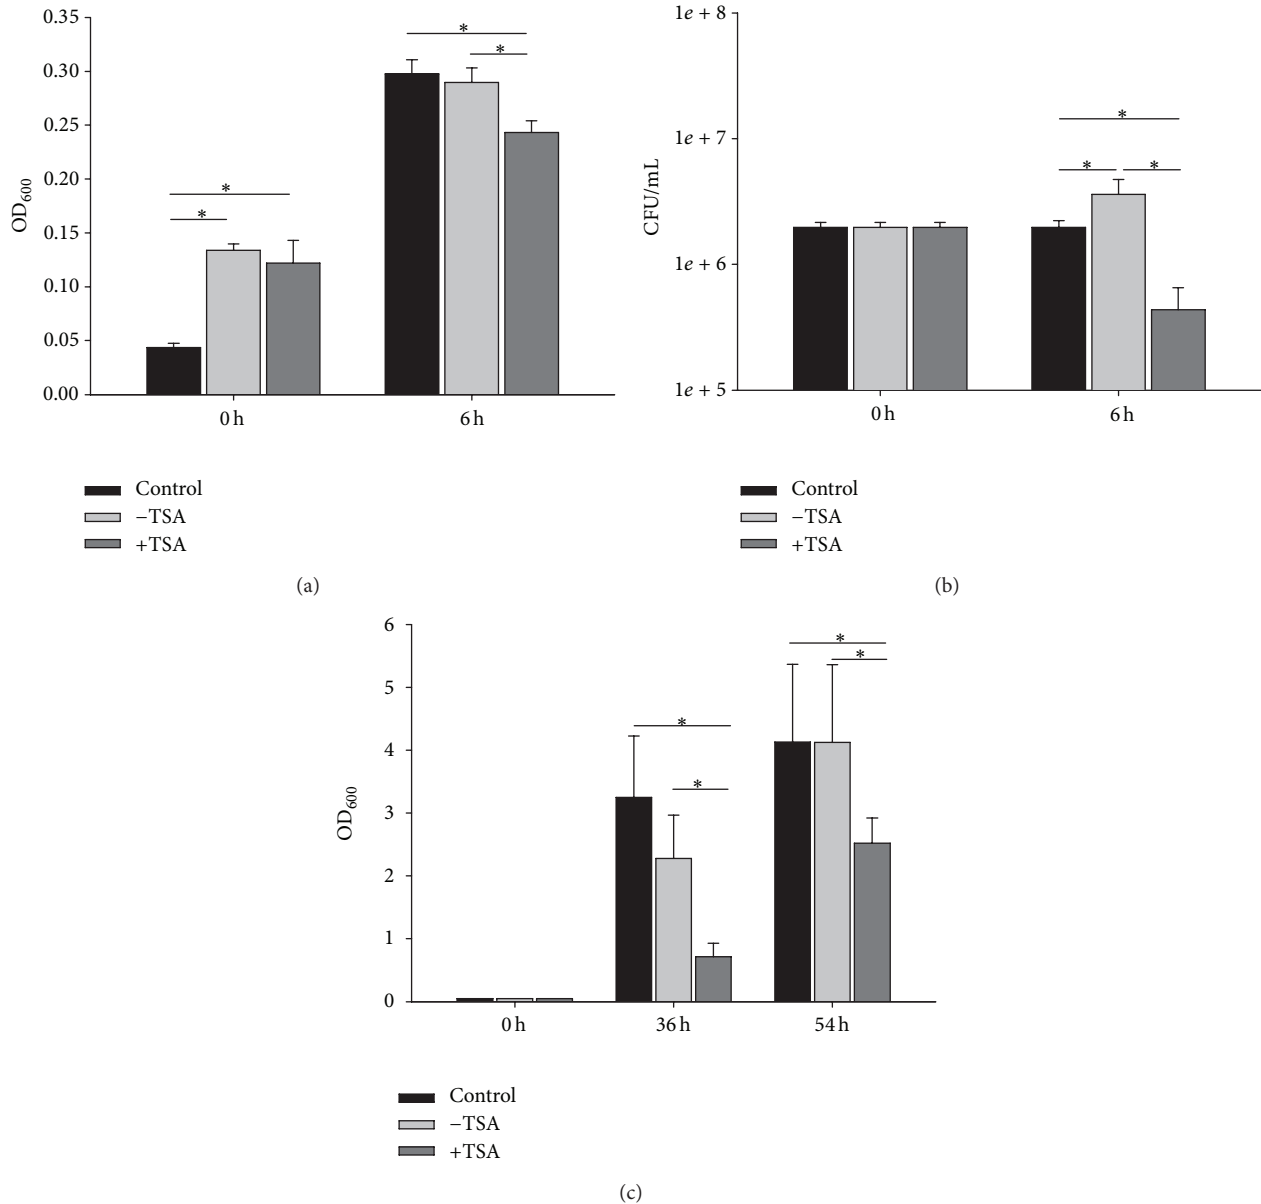 0.35
0.30
0.25
0.20
0.15
0.10
0.05
0.00
OD600
*
*
*
*
0 h
6 h
Control
−TSA
+TSA
(a)
1e + 8
1e + 7
1e + 6
1e + 5
CFU/mL
*
*
*
0 h
6 h
Control
−TSA
+TSA
(b)
6
5
4
3
2
1
0
OD600
*
*
*
*
0 h
36 h
54 h
Control
−TSA
+TSA
(c)